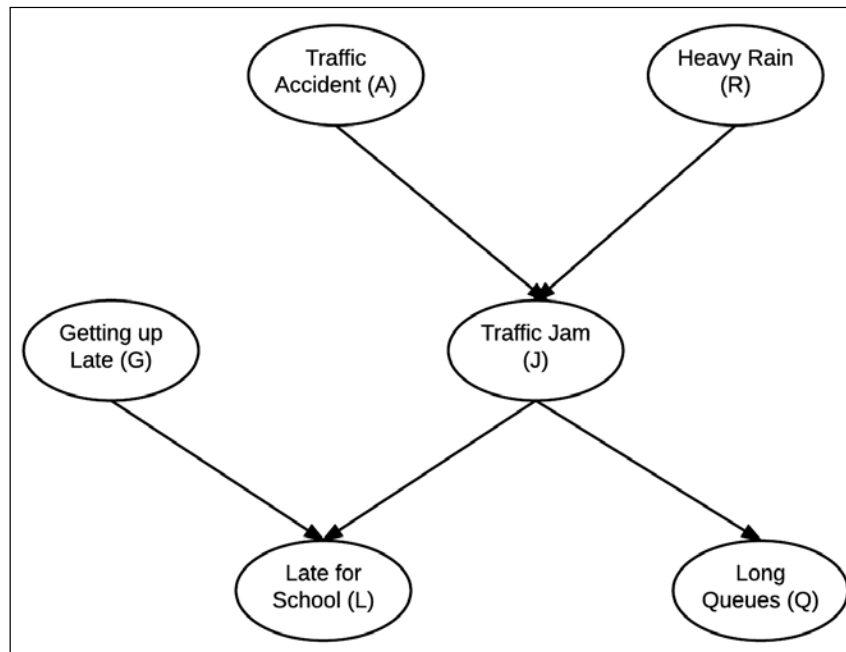 Traffic
Accident (A)
Heavy Rain
(R)
Getting up
Late (G)
Traffic Jam
(J)
Late for
School (L)
Long
Queues (Q)